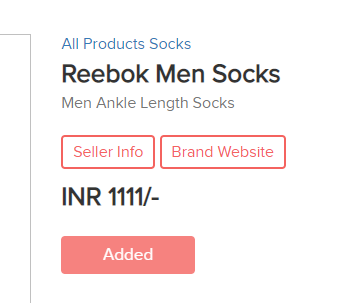 All Products Socks
Reebok Men Socks
Men Ankle Length Socks
Seller Info Brand Website
INR 1111/-
Added